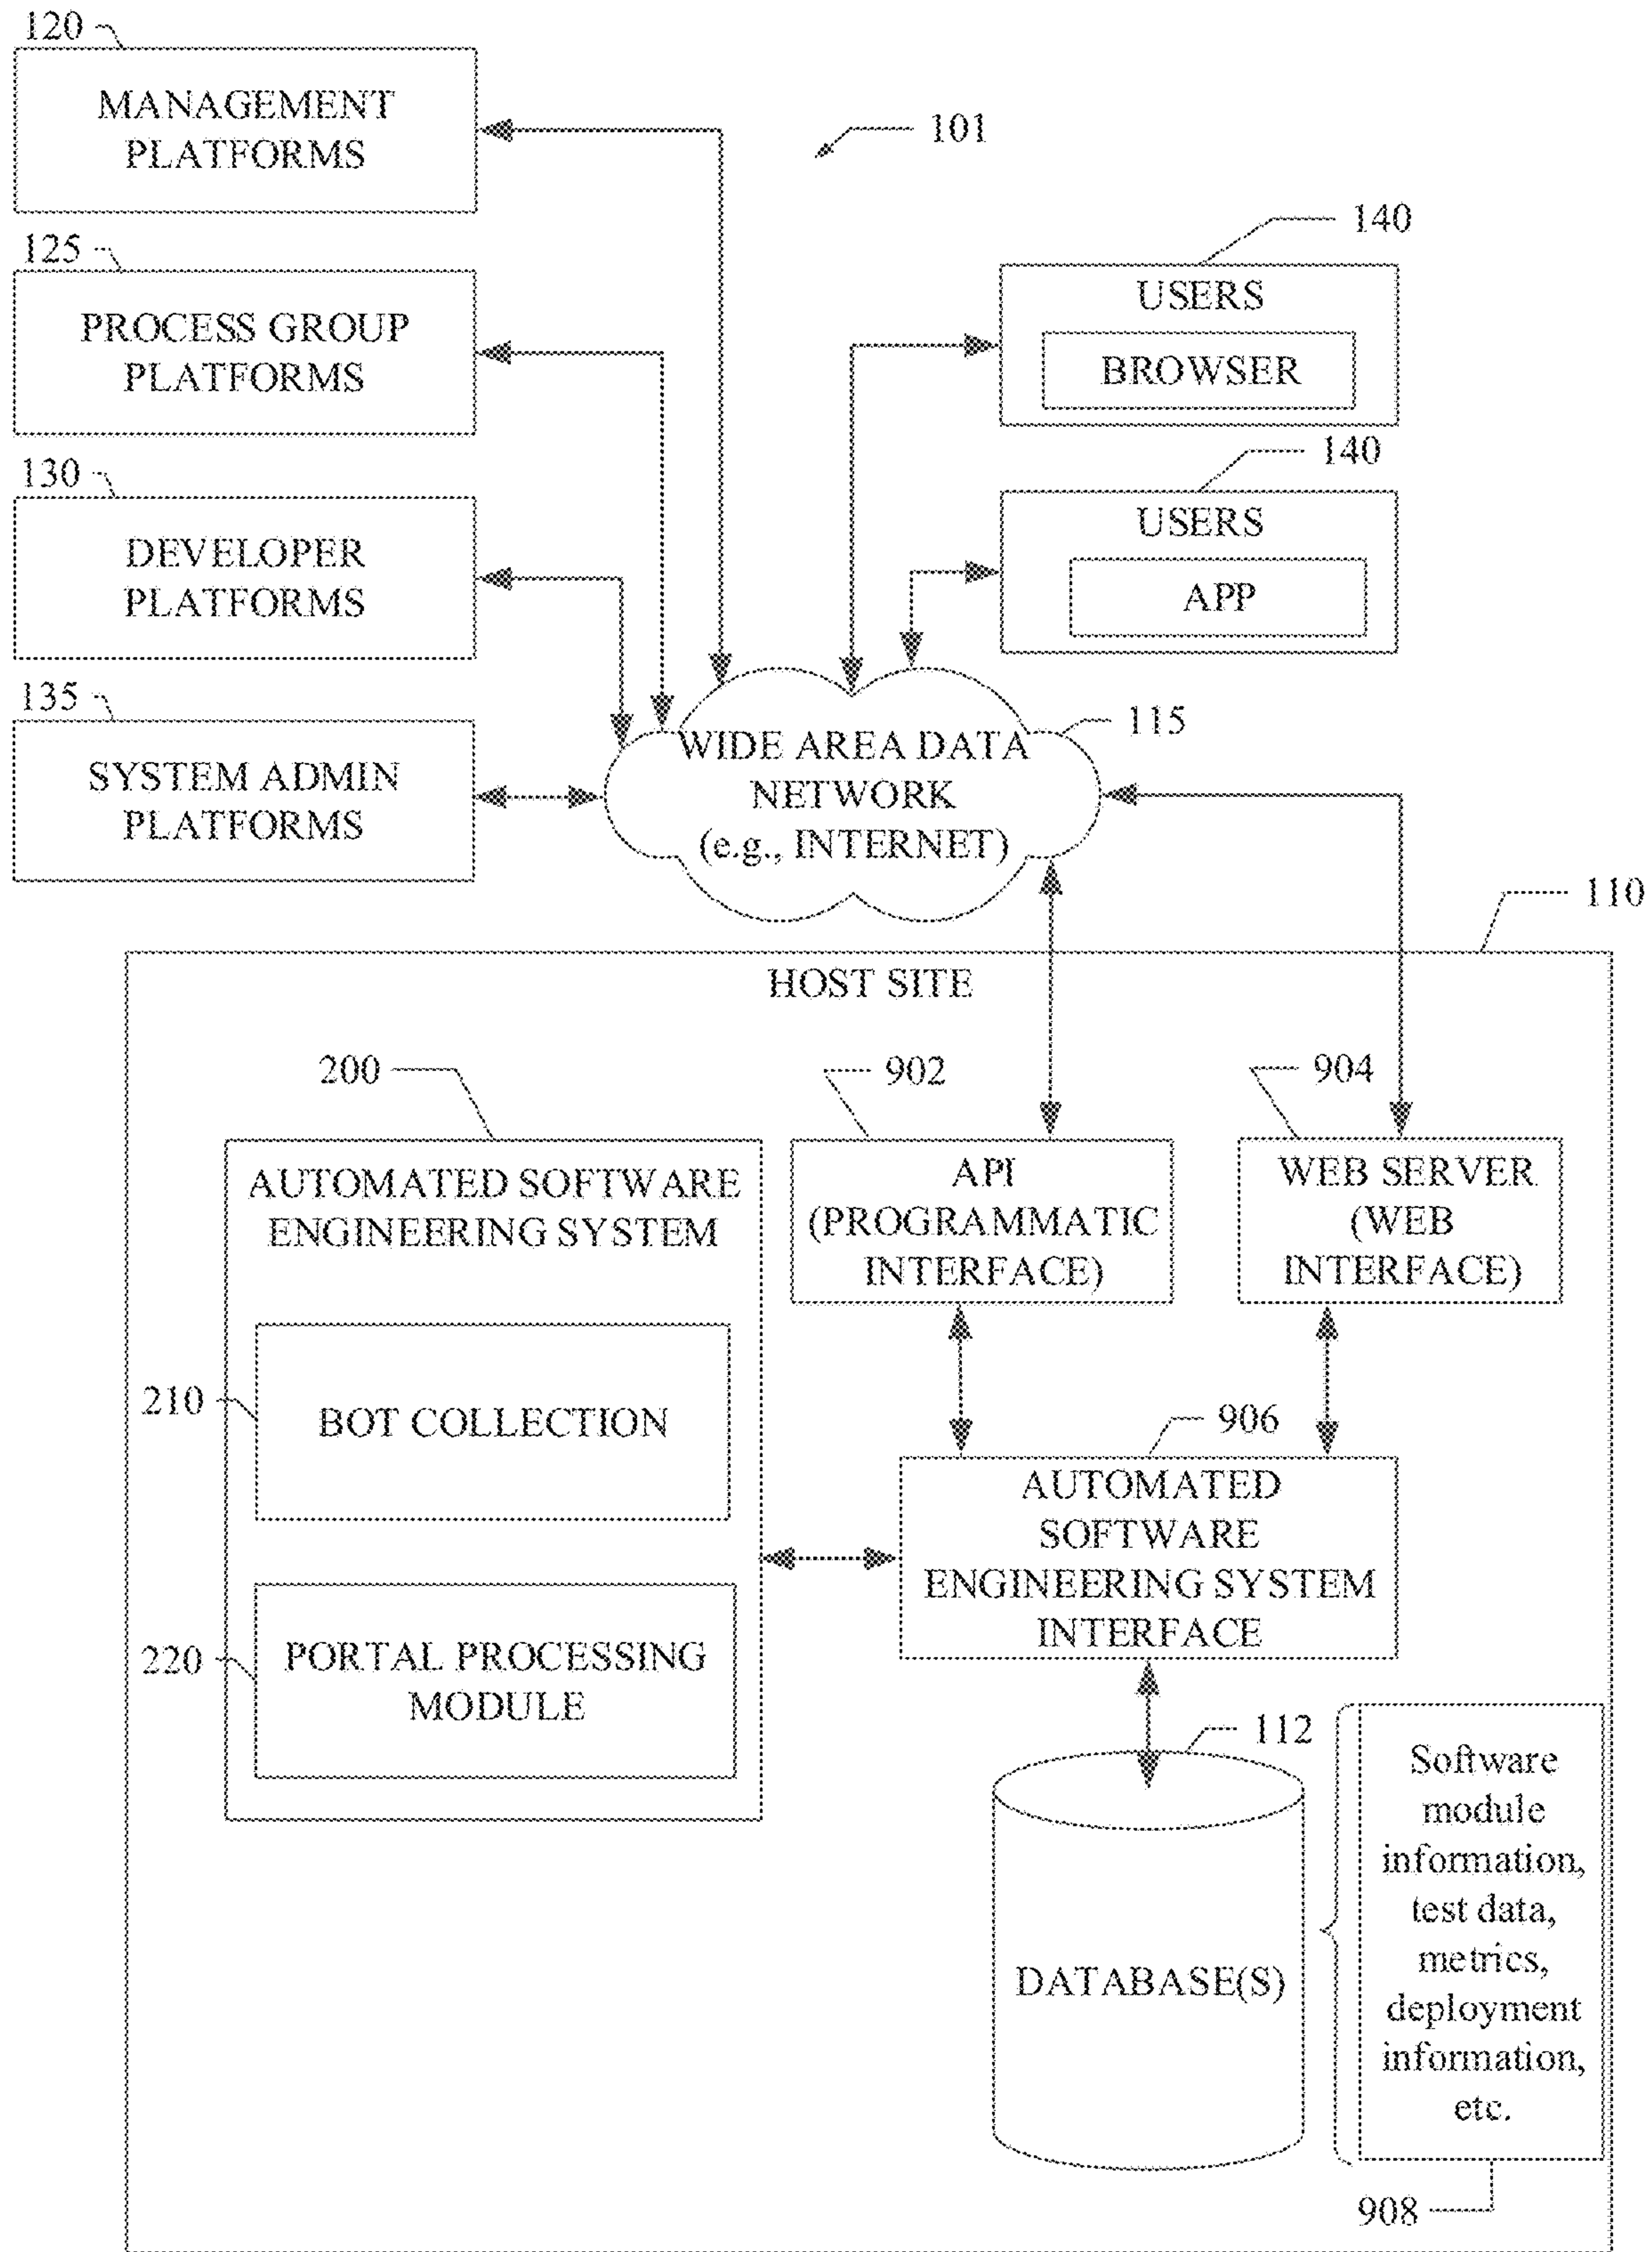 120
MANAGEMENT
PLATFORMS
101
125
PROCESS GROUP
PLATFORMS
140
USERS
BROWSER
130
DEVELOPER
PLATFORMS
140
USERS
APP
135
SYSTEM ADMIN
PLATFORMS
WIDE AREA DATA
NETWORK
(e.g., INTERNET)
115
110
HOST SITE
200
AUTOMATED SOFTWARE
ENGINEERING SYSTEM
210
BOT COLLECTION
220
PORTAL PROCESSING
MODULE
902
API
(PROGRAMMATIC
INTERFACE)
904
WEB SERVER
(WEB
INTERFACE)
906
AUTOMATED
SOFTWARE
ENGINEERING SYSTEM
INTERFACE
112
DATABASE(S)
Software
module
information,
test data,
metrics,
deployment
information,
etc.
908